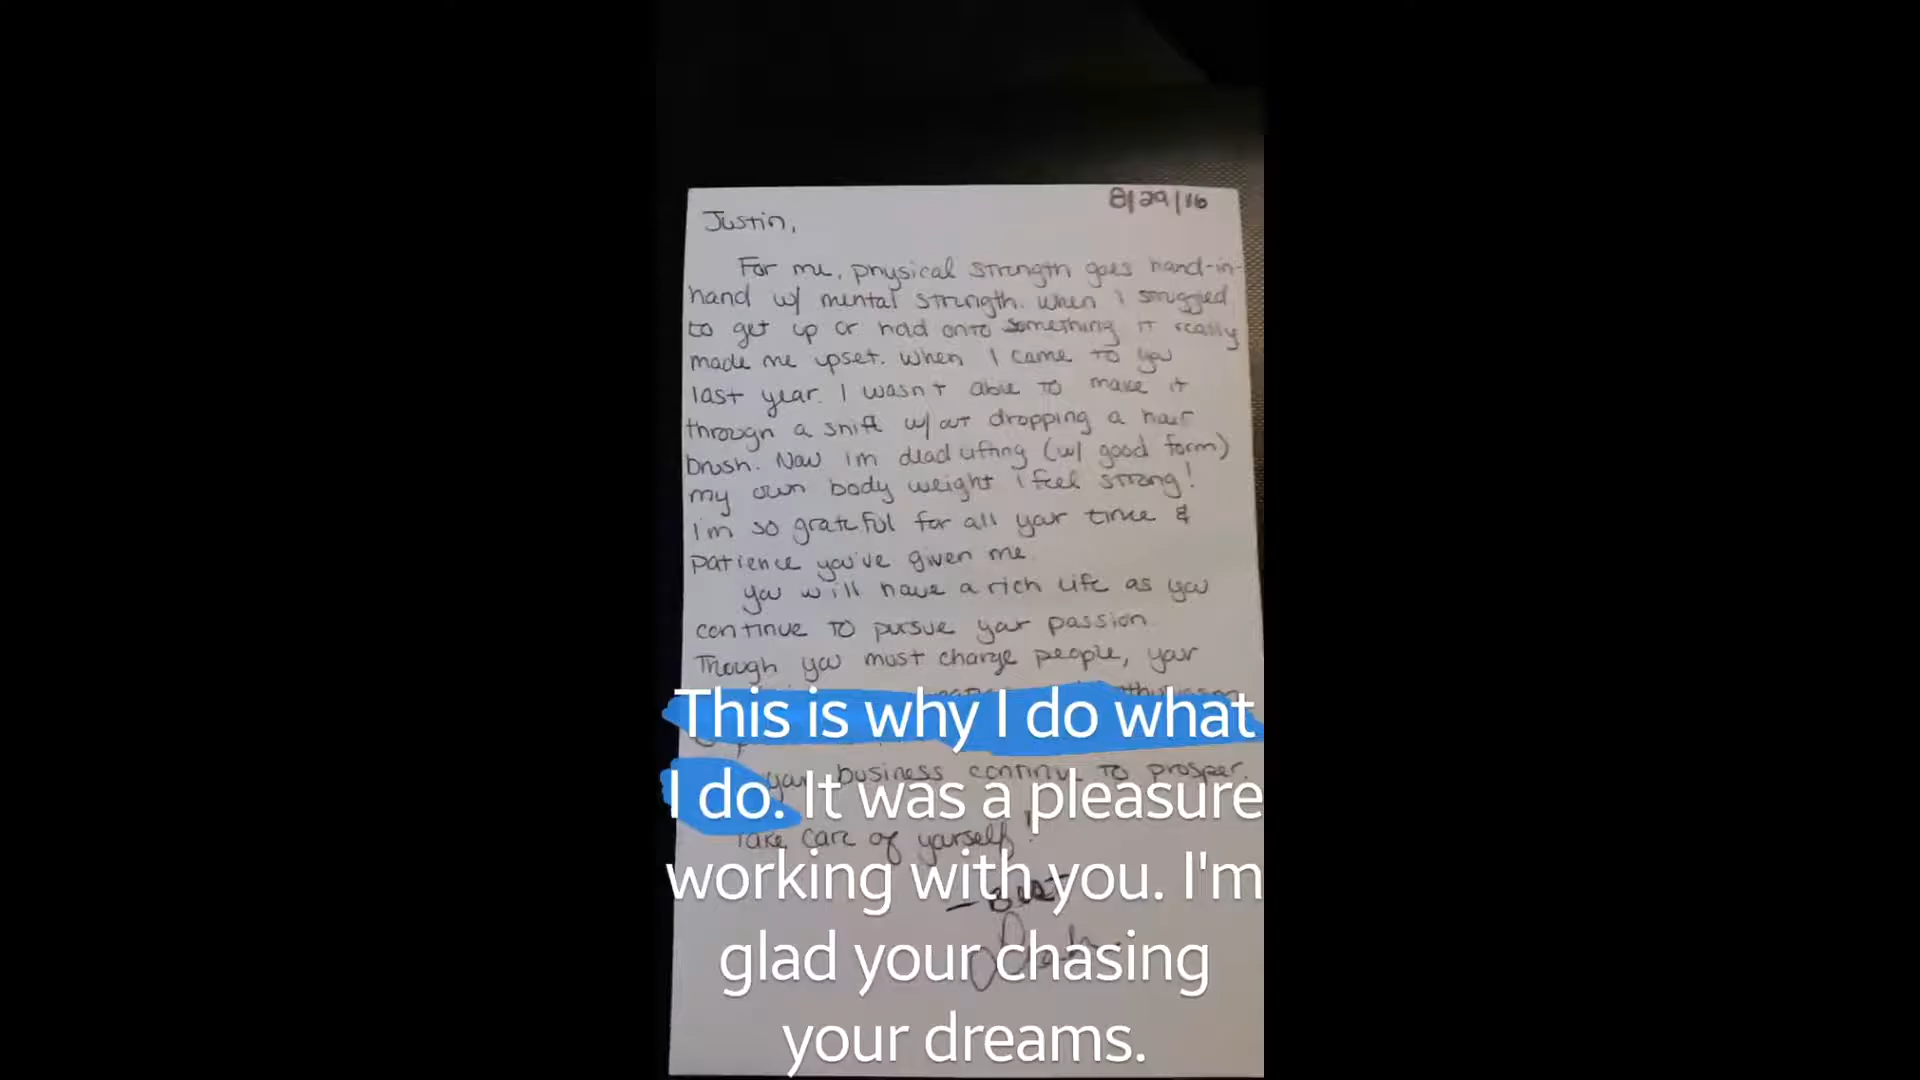 8/29/16
Justin,
For me, physical strength goes hand-in-
hand w/ mental strength. When I struggled
to get up or hold onto something it really
made me upset. When I came to you
last year. I wasn't able to make it
through a shift w/out dropping a hair
brush. Now im deadlifting (w/ good form)
my own body weight i feel strong!
I'm so grateful for all your time &
patience you've given me.
you will have a rich life as you
continue to pursue your passion.
Though you must charge people, your
This is why I do what
your business continue to prosper.
I do. It was a pleasure
Take care of yourself!
working with you. I'm
- Best
glad your chasing
your dreams.